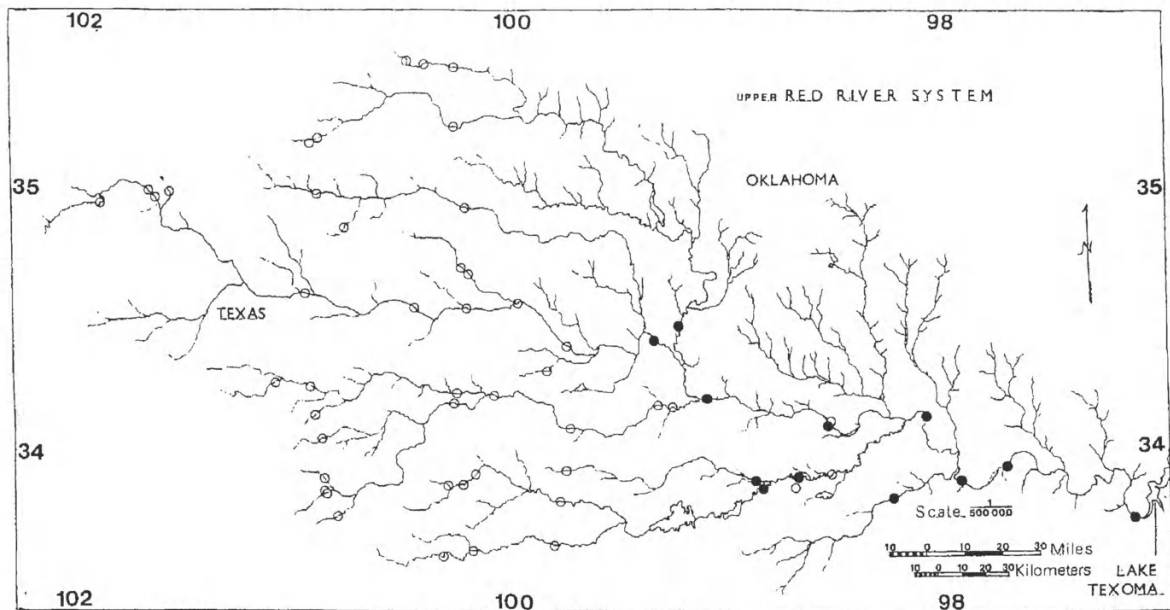 102 100 98
UPPER RED RIVER SYSTEM
OKLAHOMA
35 35
N
TEXAS
34 34
Scale 1/500 000
10 0 10 20 30 Miles
10 0 10 20 30 Kilometers
LAKE
TEXOMA
102 100 98